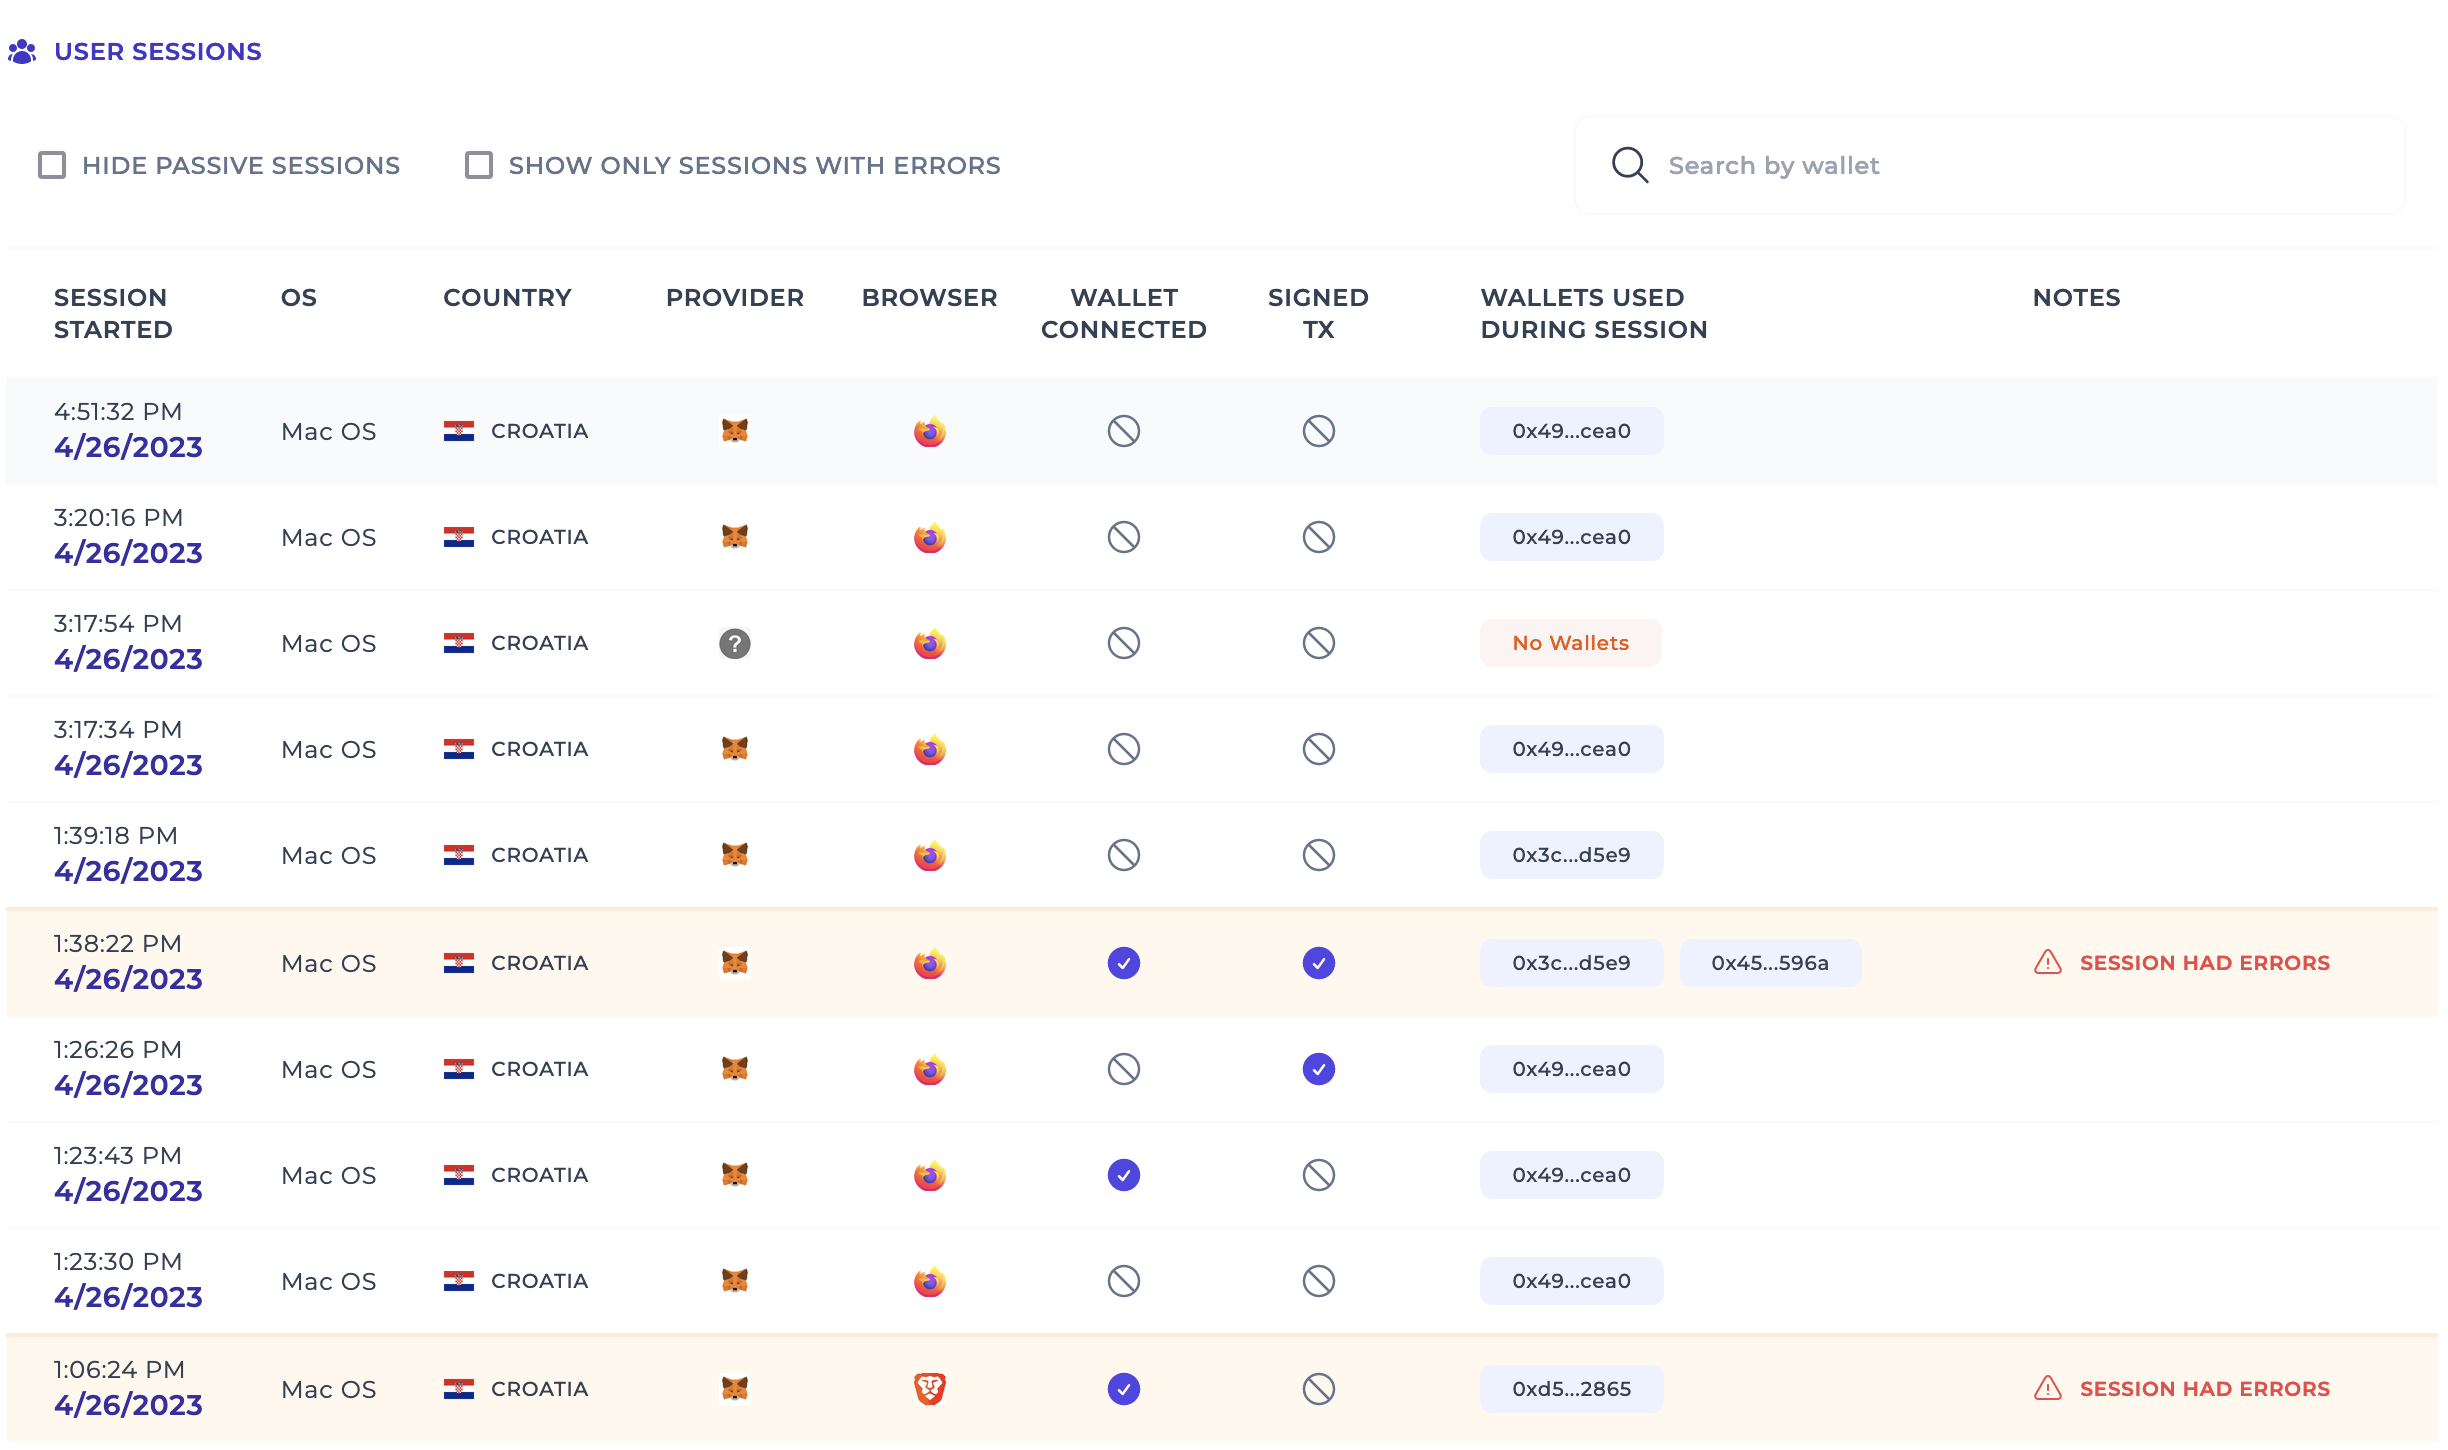 USER SESSIONS
HIDE PASSIVE SESSIONS SHOW ONLY SESSIONS WITH ERRORS Search by wallet
SESSION STARTED OS COUNTRY PROVIDER BROWSER WALLET CONNECTED SIGNED TX WALLETS USED DURING SESSION NOTES
4:51:32 PM
4/26/2023 Mac OS CROATIA 0x49...cea0
3:20:16 PM
4/26/2023 Mac OS CROATIA 0x49...cea0
3:17:54 PM
4/26/2023 Mac OS CROATIA ? No Wallets
3:17:34 PM
4/26/2023 Mac OS CROATIA 0x49...cea0
1:39:18 PM
4/26/2023 Mac OS CROATIA 0x3c...d5e9
1:38:22 PM
4/26/2023 Mac OS CROATIA 0x3c...d5e9 0x45...596a SESSION HAD ERRORS
1:26:26 PM
4/26/2023 Mac OS CROATIA 0x49...cea0
1:23:43 PM
4/26/2023 Mac OS CROATIA 0x49...cea0
1:23:30 PM
4/26/2023 Mac OS CROATIA 0x49...cea0
1:06:24 PM
4/26/2023 Mac OS CROATIA 0xd5...2865 SESSION HAD ERRORS